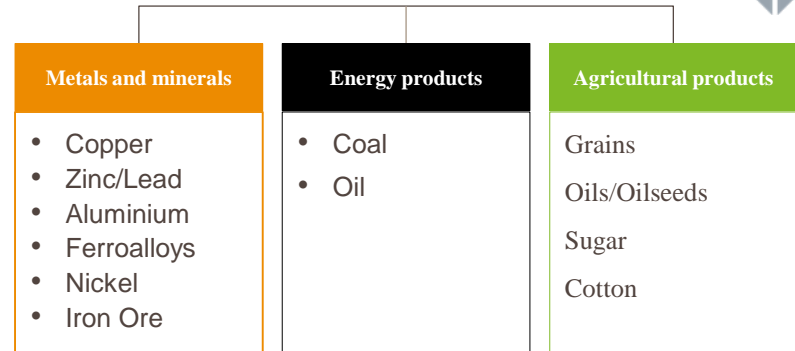 Metals and minerals
• Copper
• Zinc/Lead
• Aluminium
• Ferroalloys
• Nickel
• Iron Ore
Energy products
• Coal
• Oil
Agricultural products
Grains
Oils/Oilseeds
Sugar
Cotton